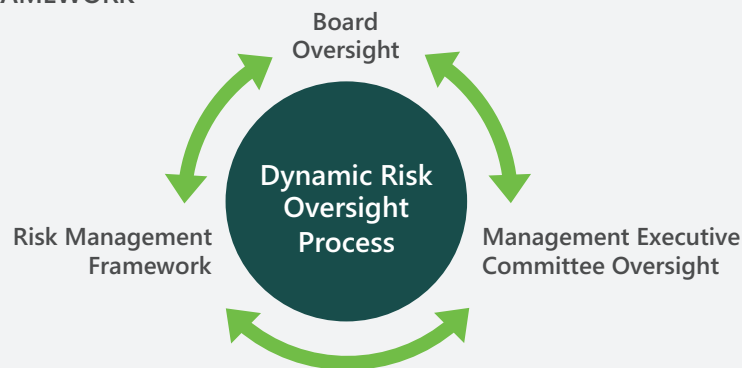 Board
Oversight
Dynamic Risk
Oversight
Process
Risk Management
Framework
Management Executive
Committee Oversight